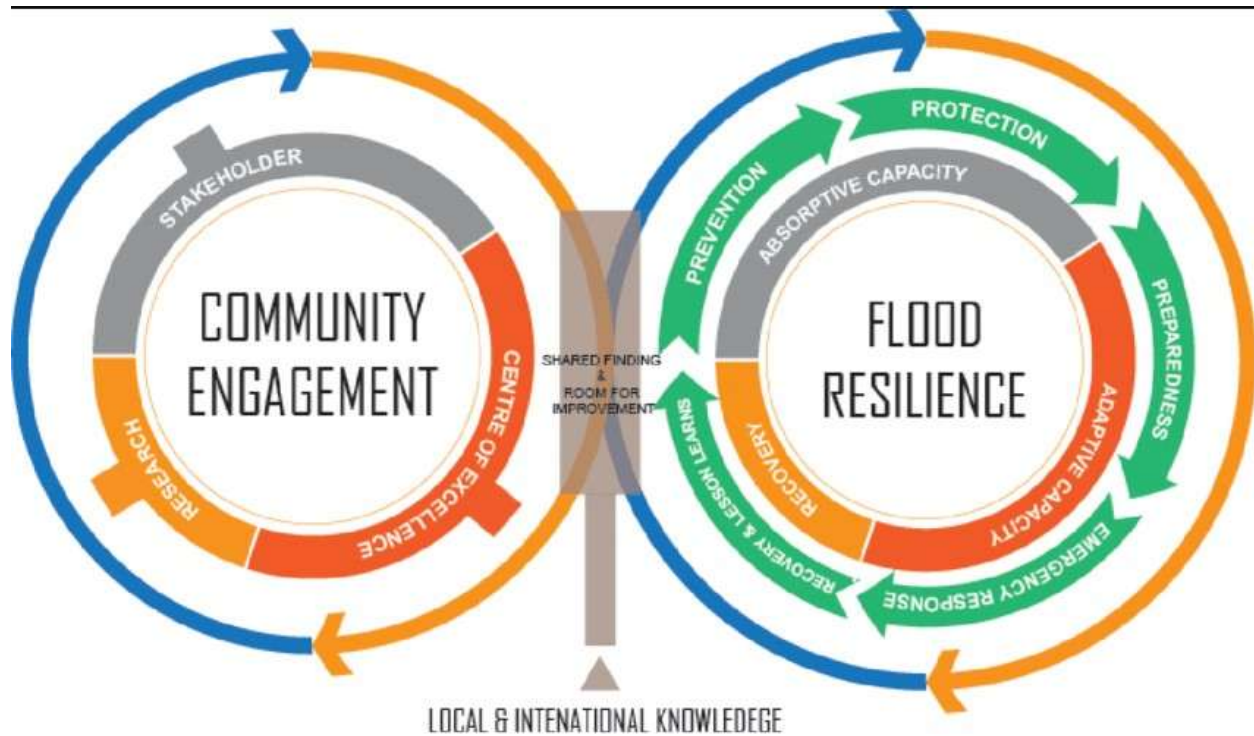 STAKEHOLDER
COMMUNITY
ENGAGEMENT
CENTRE OF EXCELLENCE
RESEARCH
SHARED FINDING
&
ROOM FOR
IMPROVEMENT
LOCAL & INTENATIONAL KNOWLEDEGE
PREVENTION
PROTECTION
PREPAREDNESS
EMERGENCY RESPONSE
RECOVERY & LESSON LEARNS
ABSORPTIVE CAPACITY
ADAPTIVE CAPACITY
RECOVERY
FLOOD
RESILIENCE